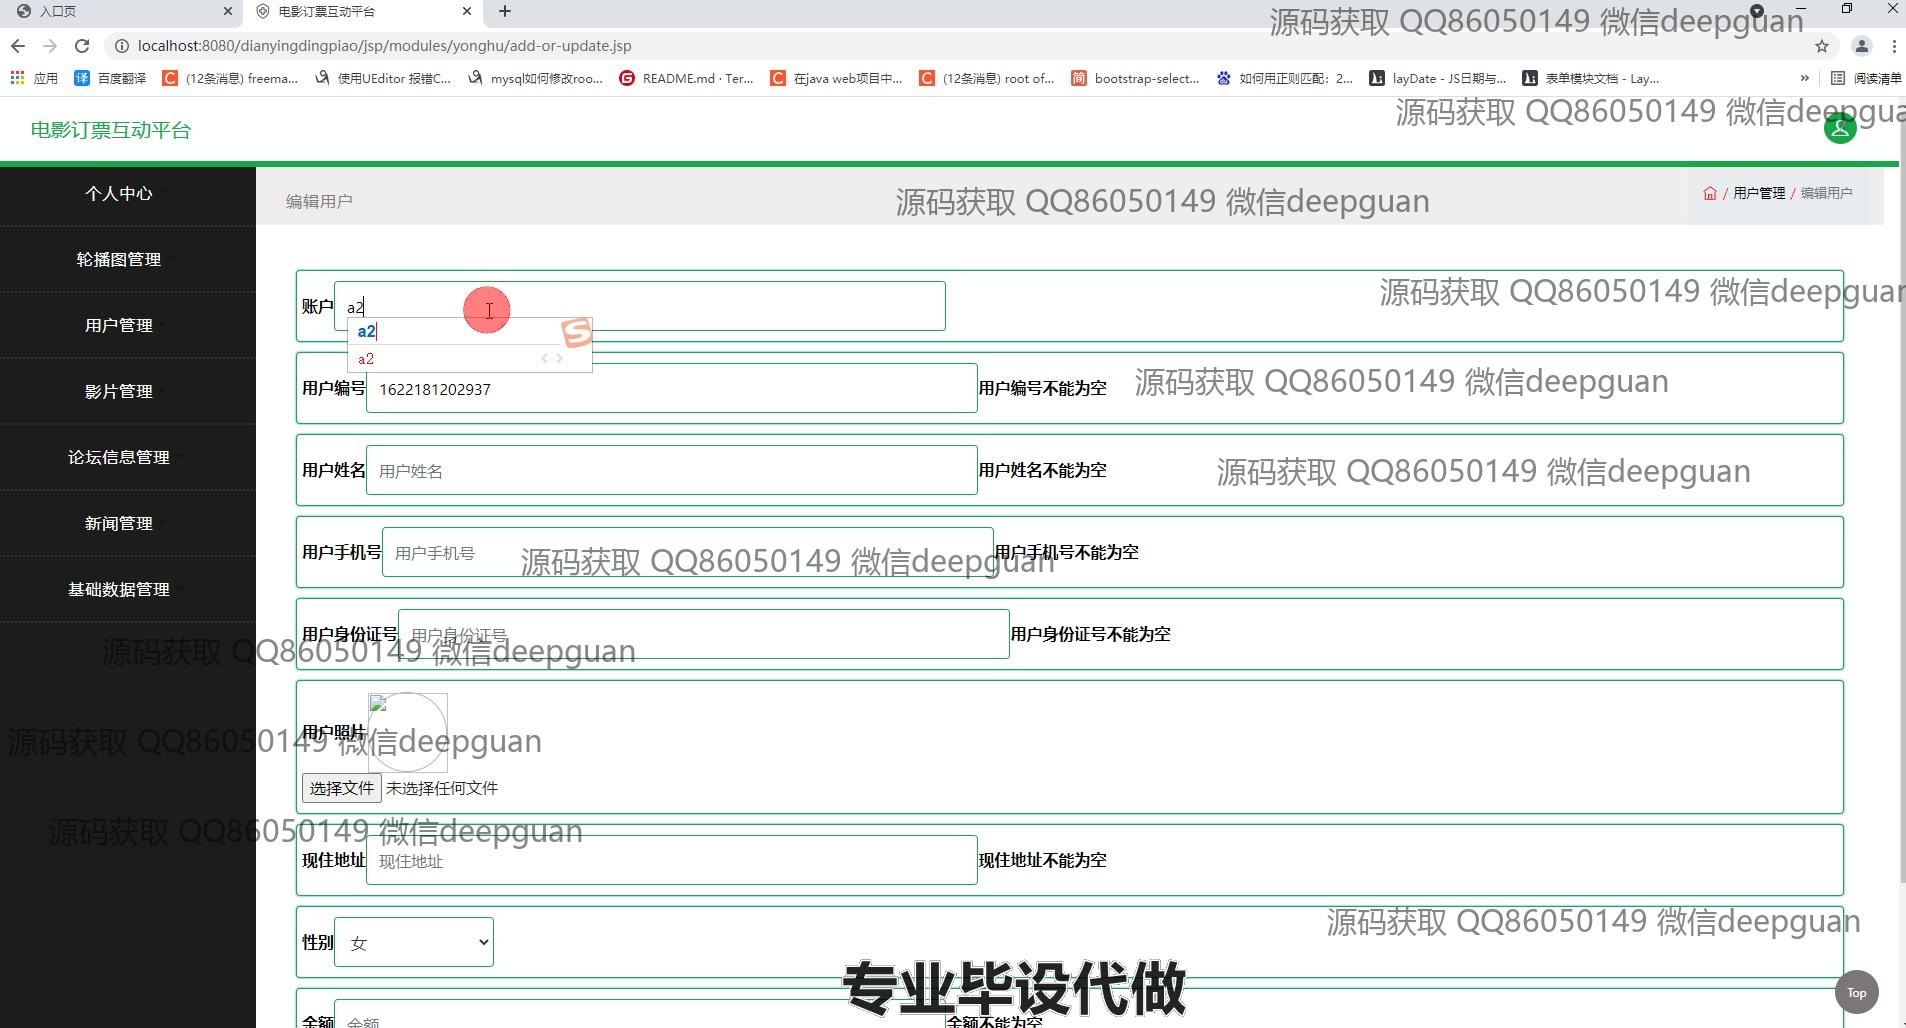 入口页
电影订票互动平台
源码获取 QQ86050149 微信deepguan
localhost:8080/dianyingdingpiao/jsp/modules/yonghu/add-or-update.jsp
应用
百度翻译
(12条消息) freema...
使用UEditor 报错C...
mysql如何修改roo...
README.md · Ter...
在java web项目中...
(12条消息) root of...
bootstrap-select...
如何用正则匹配：2...
layDate - JS日期与...
表单模块文档 - Lay...
阅读清单
源码获取 QQ86050149 微信deepgua
电影订票互动平台
个人中心
编辑用户
源码获取 QQ86050149 微信deepguan
/ 用户管理 / 编辑用户
轮播图管理
用户管理
影片管理
论坛信息管理
新闻管理
基础数据管理
账户 a2
源码获取 QQ86050149 微信deepguan
a2
a2
用户编号 1622181202937 用户编号不能为空
源码获取 QQ86050149 微信deepguan
用户姓名 用户姓名 用户姓名不能为空
源码获取 QQ86050149 微信deepguan
用户手机号 用户手机号 用户手机号不能为空
源码获取 QQ86050149 微信deepguan
用户身份证号 用户身份证号 用户身份证号不能为空
源码获取 QQ86050149 微信deepguan
用户照片
源码获取 QQ86050149 微信deepguan
选择文件 未选择任何文件
源码获取 QQ86050149 微信deepguan
现住地址 现住地址 现住地址不能为空
源码获取 QQ86050149 微信deepguan
性别 女
专业毕设代做
Top
金额 金额 金额不能为空